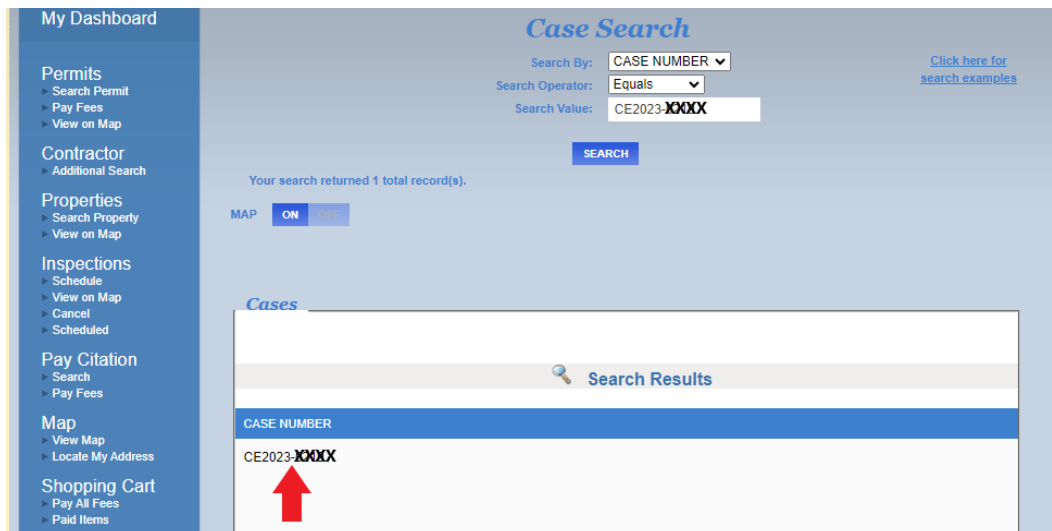 My Dashboard
Permits
Search Permit
Pay Fees
View on Map
Contractor
Additional Search
Properties
Search Property
View on Map
Inspections
Schedule
View on Map
Cancel
Scheduled
Pay Citation
Search
Pay Fees
Map
View Map
Locate My Address
Shopping Cart
Pay All Fees
Paid Items
Case Search
Search By: CASE NUMBER
Search Operator: Equals
Search Value: CE2023-XXXX
Click here for
search examples
SEARCH
Your search returned 1 total record(s).
MAP ON OFF
Cases
Search Results
CASE NUMBER
CE2023-XXXX